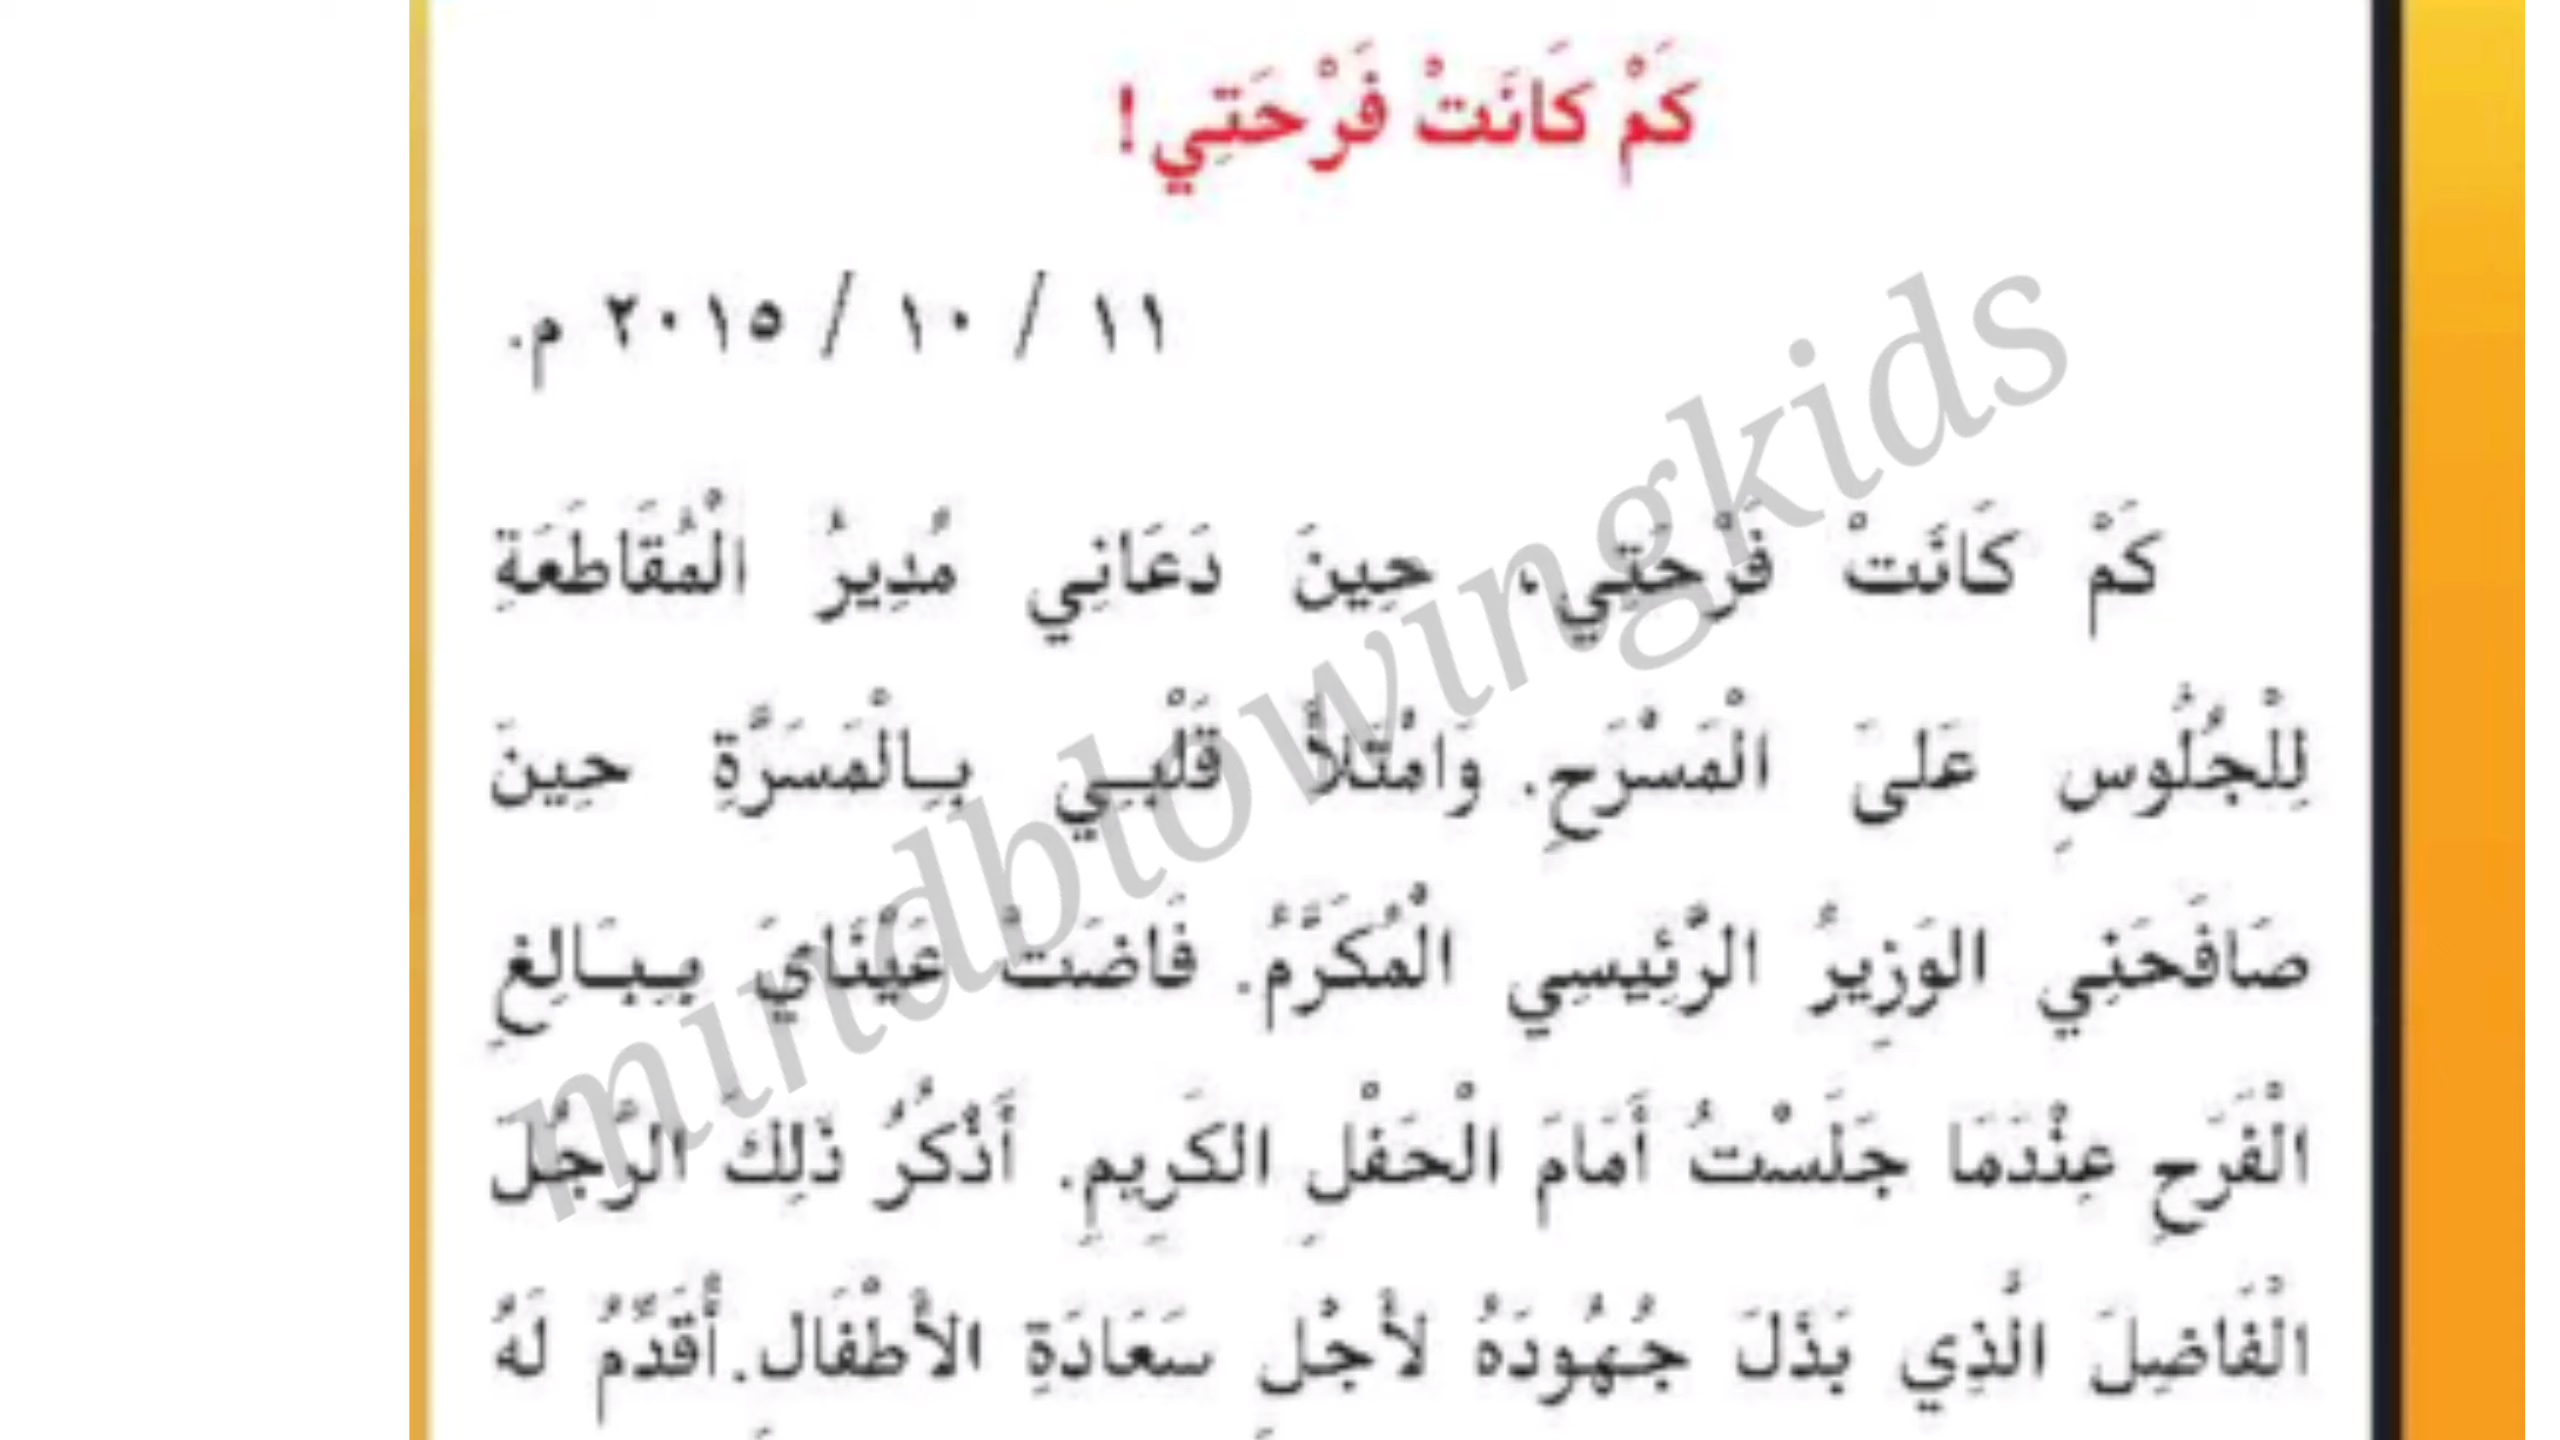 كَمْ كَانَتْ فَرْحَتِي!
١١ / ١٠ / ٢٠١٥ م.
كَمْ كَانَتْ فَرْحَتِي، حِينَ دَعَانِي مُدِيرُ الْمُقَاطَعَةِ
لِلْجُلُوسِ عَلَى الْمَسْرَحِ. وَامْتَلَأَ قَلْبِي بِالْمَسَرَّةِ حِينَ
صَافَحَنِي الوَزِيرُ الرَّئِيسِي الْمُكَرَّمُ. فَاضَتْ عَيْنَايَ بِبَالِغِ
الْفَرَحِ عِنْدَمَا جَلَسْتُ أَمَامَ الْحَفْلِ الكَرِيمِ. أَذْكُرُ ذَلِكَ الرَّجُلَ
الْفَاضِلَ الَّذِي بَذَلَ جُهُودَهُ لأَجْلِ سَعَادَةِ الأَطْفَالِ. أُقَدِّمُ لَهُ
mindblowingkids